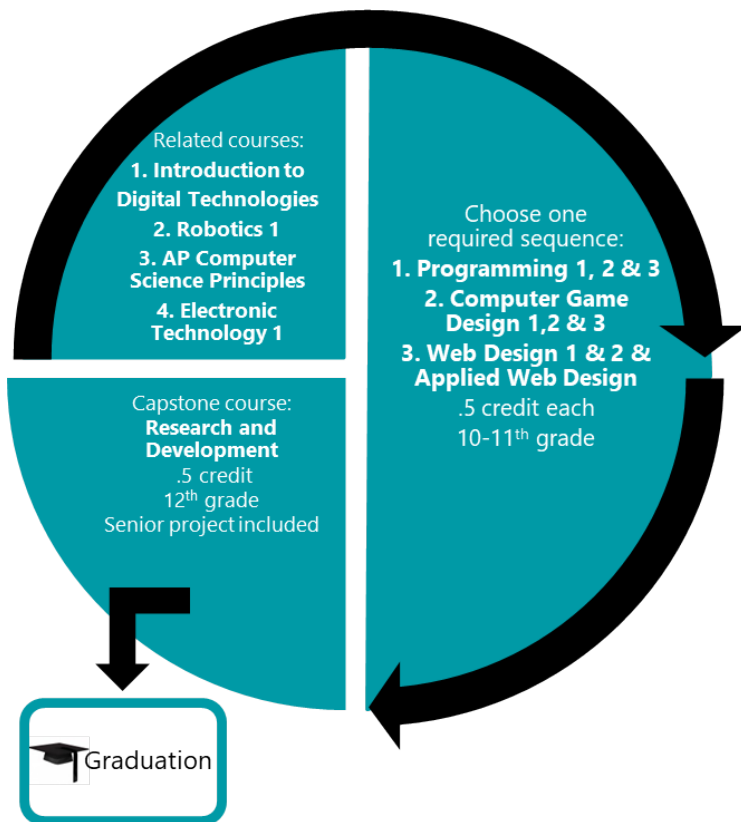 Related courses:
1. Introduction to
Digital Technologies
2. Robotics 1
3. AP Computer
Science Principles
4. Electronic
Technology 1
Choose one
required sequence:
1. Programming 1, 2 & 3
2. Computer Game
Design 1,2 & 3
3. Web Design 1 & 2 &
Applied Web Design
.5 credit each
10-11th grade
Capstone course:
Research and
Development
.5 credit
12th grade
Senior project included
Graduation